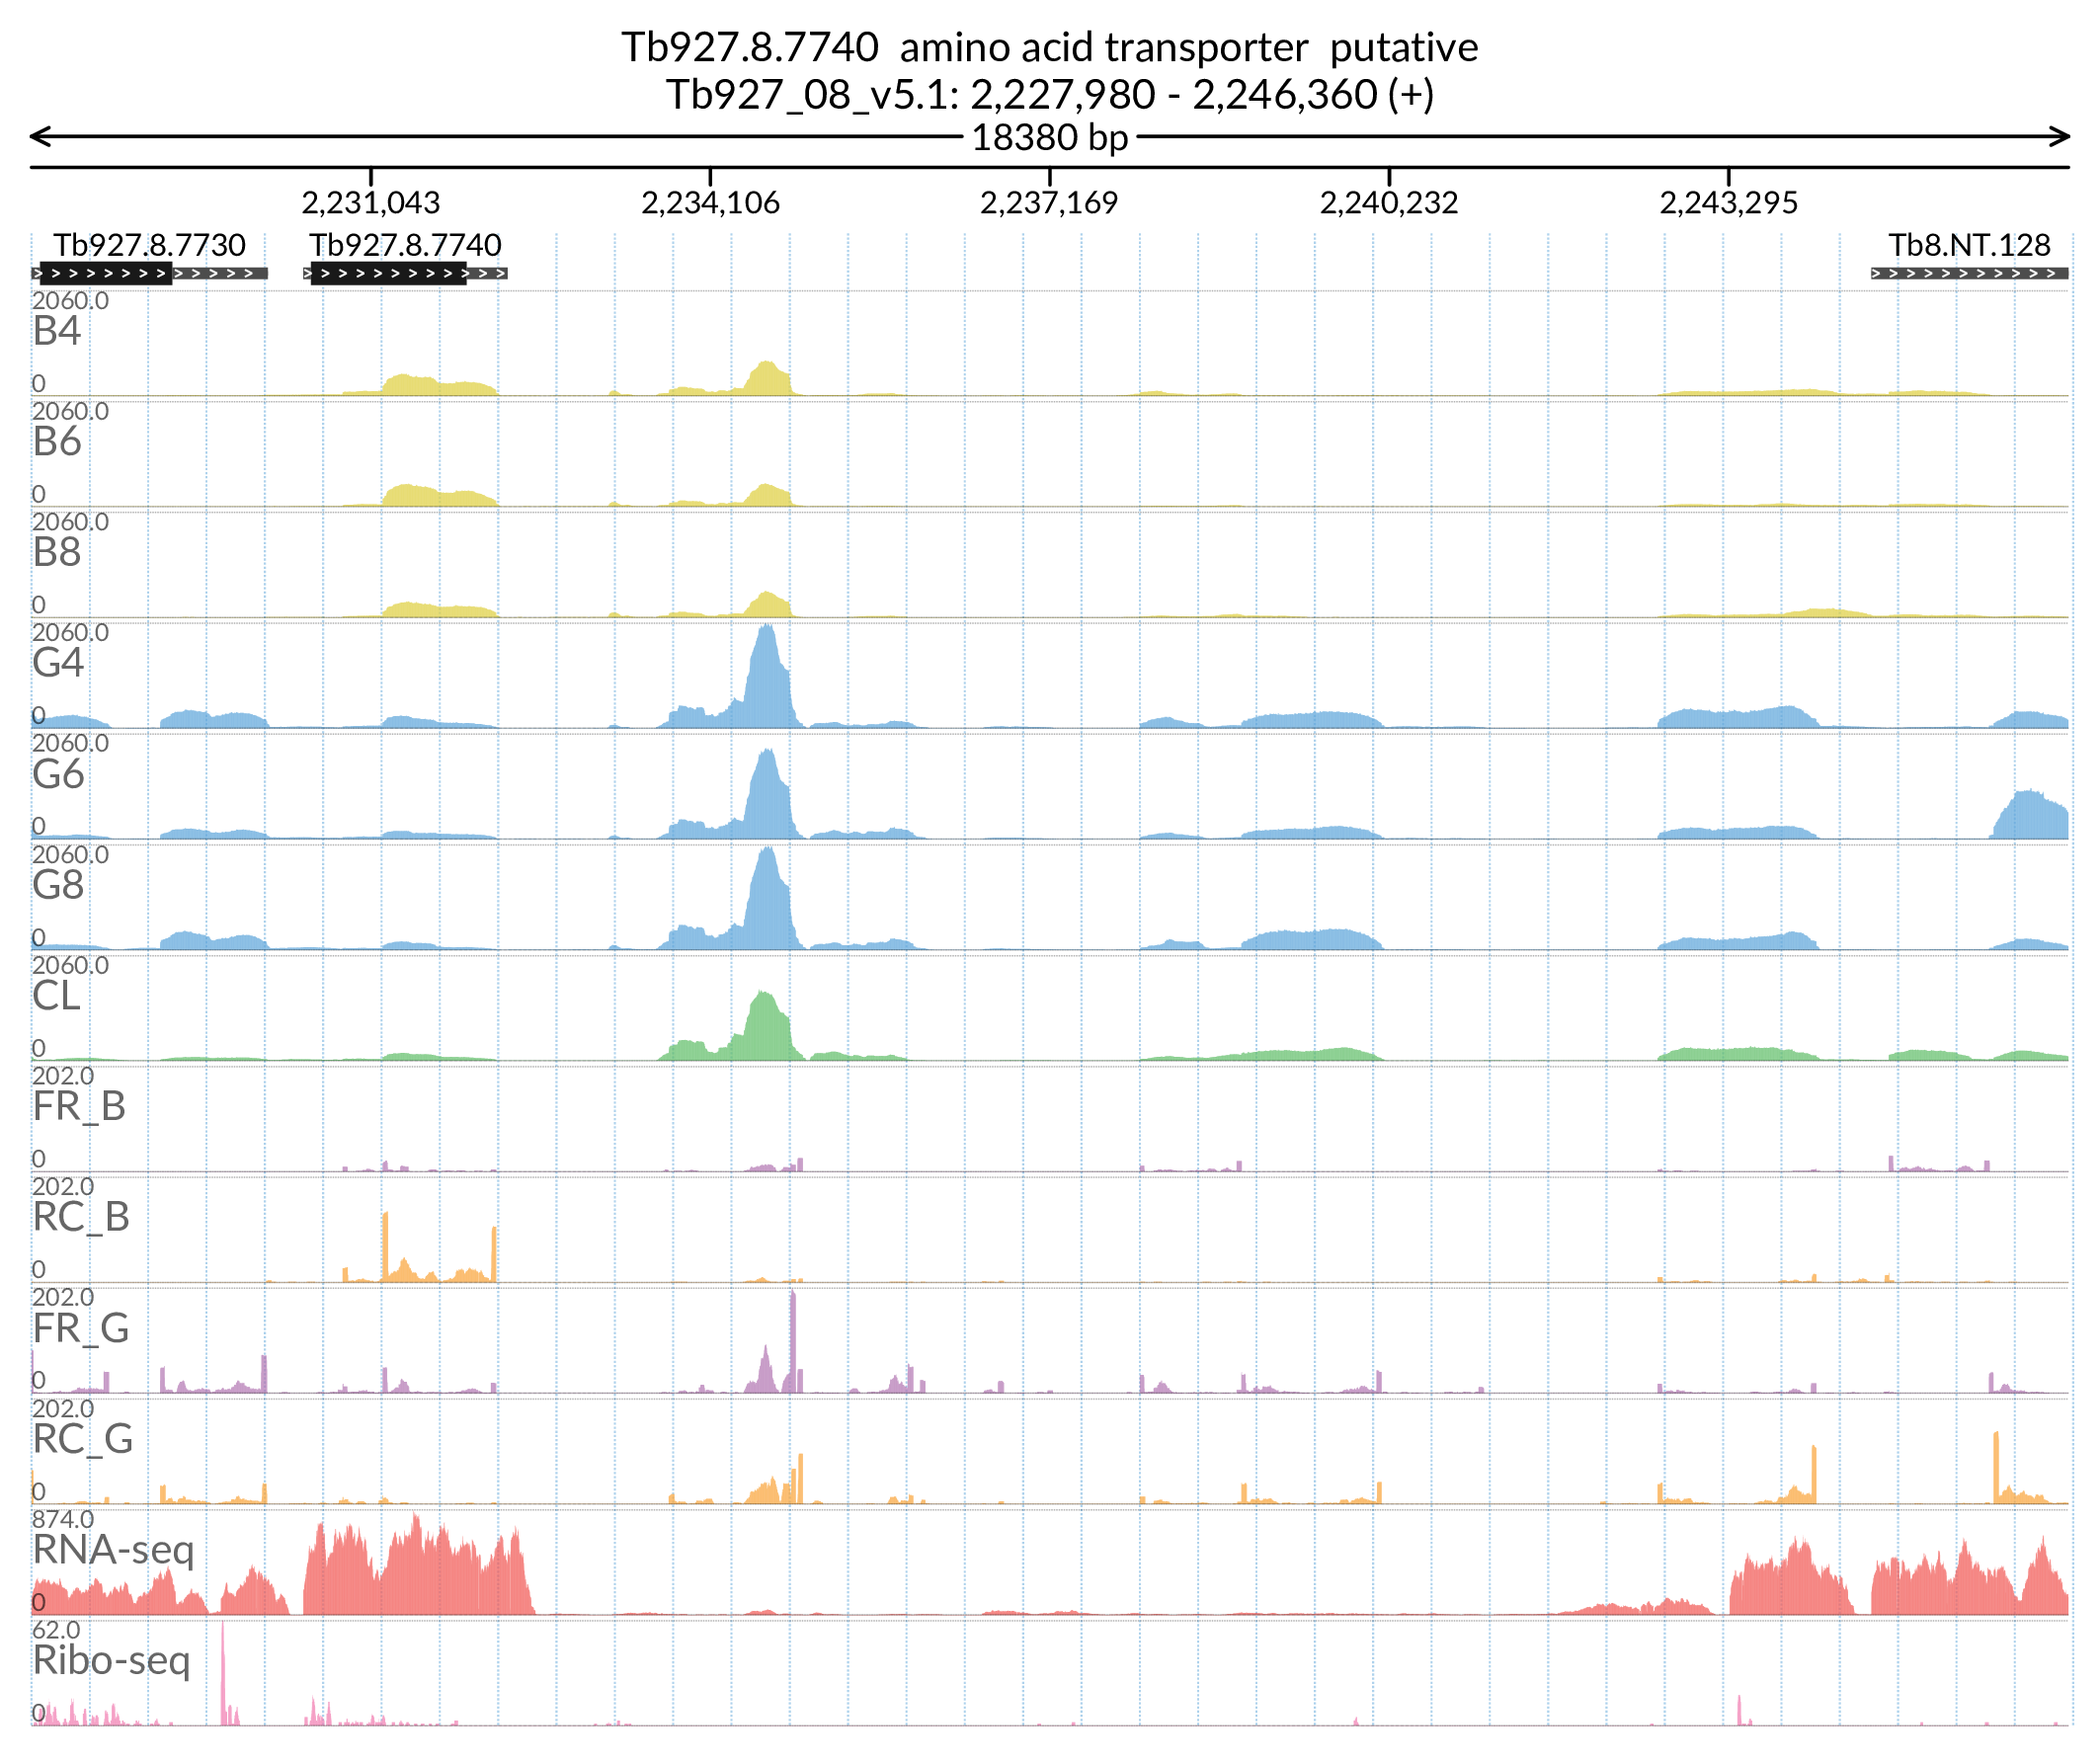 Tb927.8.7740 amino acid transporter putative
Tb927_08_v5.1: 2,227,980 - 2,246,360 (+)
18380 bp
2,231,043 2,234,106 2,237,169 2,240,232 2,243,295
Tb927.8.7730 Tb927.8.7740 Tb8.NT.128
2060.0
B4
0
2060.0
B6
0
2060.0
B8
0
2060.0
G4
0
2060.0
G6
0
2060.0
G8
0
2060.0
CL
0
202.0
FR_B
0
202.0
RC_B
0
202.0
FR_G
0
202.0
RC_G
0
874.0
RNA-seq
0
62.0
Ribo-seq
0